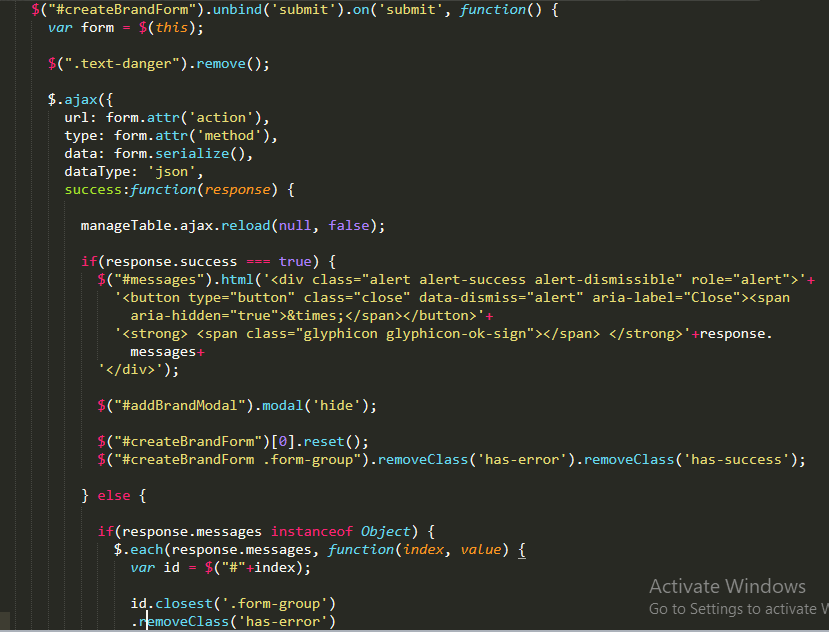 $("#createBrandForm").unbind('submit').on('submit', function() {
var form = $(this);
$(".text-danger").remove();
$.ajax({
url: form.attr('action'),
type: form.attr('method'),
data: form.serialize(),
dataType: 'json',
success:function(response) {
manageTable.ajax.reload(null, false);
if(response.success === true) {
$("#messages").html('<div class="alert alert-success alert-dismissible" role="alert">'+
'<button type="button" class="close" data-dismiss="alert" aria-label="Close"><span
aria-hidden="true">&times;</span></button>'+
'<strong> <span class="glyphicon glyphicon-ok-sign"></span> </strong>'+response.
messages+
'</div>');
$("#addBrandModal").modal('hide');
$("#createBrandForm")[0].reset();
$("#createBrandForm .form-group").removeClass('has-error').removeClass('has-success');
} else {
if(response.messages instanceof Object) {
$.each(response.messages, function(index, value) {
var id = $("#"+index);
id.closest('.form-group')
.removeClass('has-error')
Activate Windows
Go to Settings to activate W